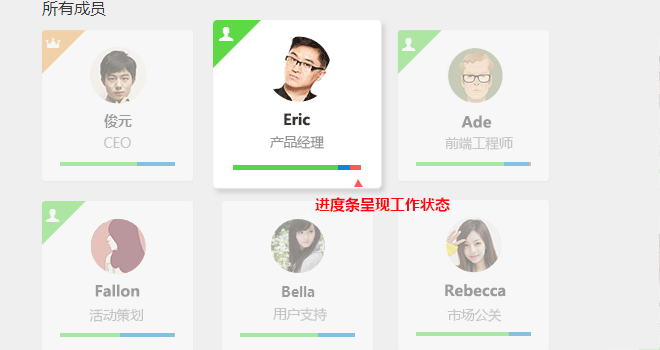 所有成员
俊元
CEO
Eric
产品经理
Ade
前端工程师
进度条呈现工作状态
Fallon
活动策划
Bella
用户支持
Rebecca
市场公关